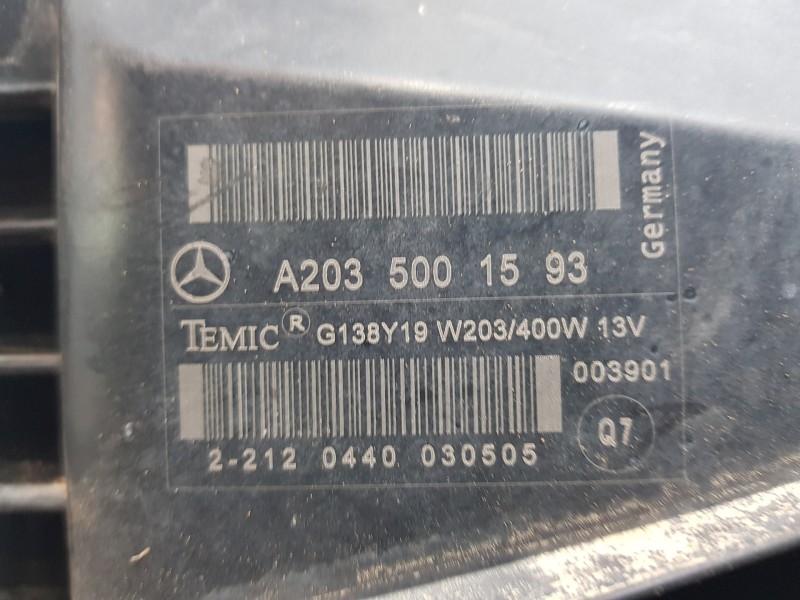 Germany
A203 500 15 93
TEMIC ® G138Y19 W203/400W 13V
003901
Q7
2-212 0440 030505